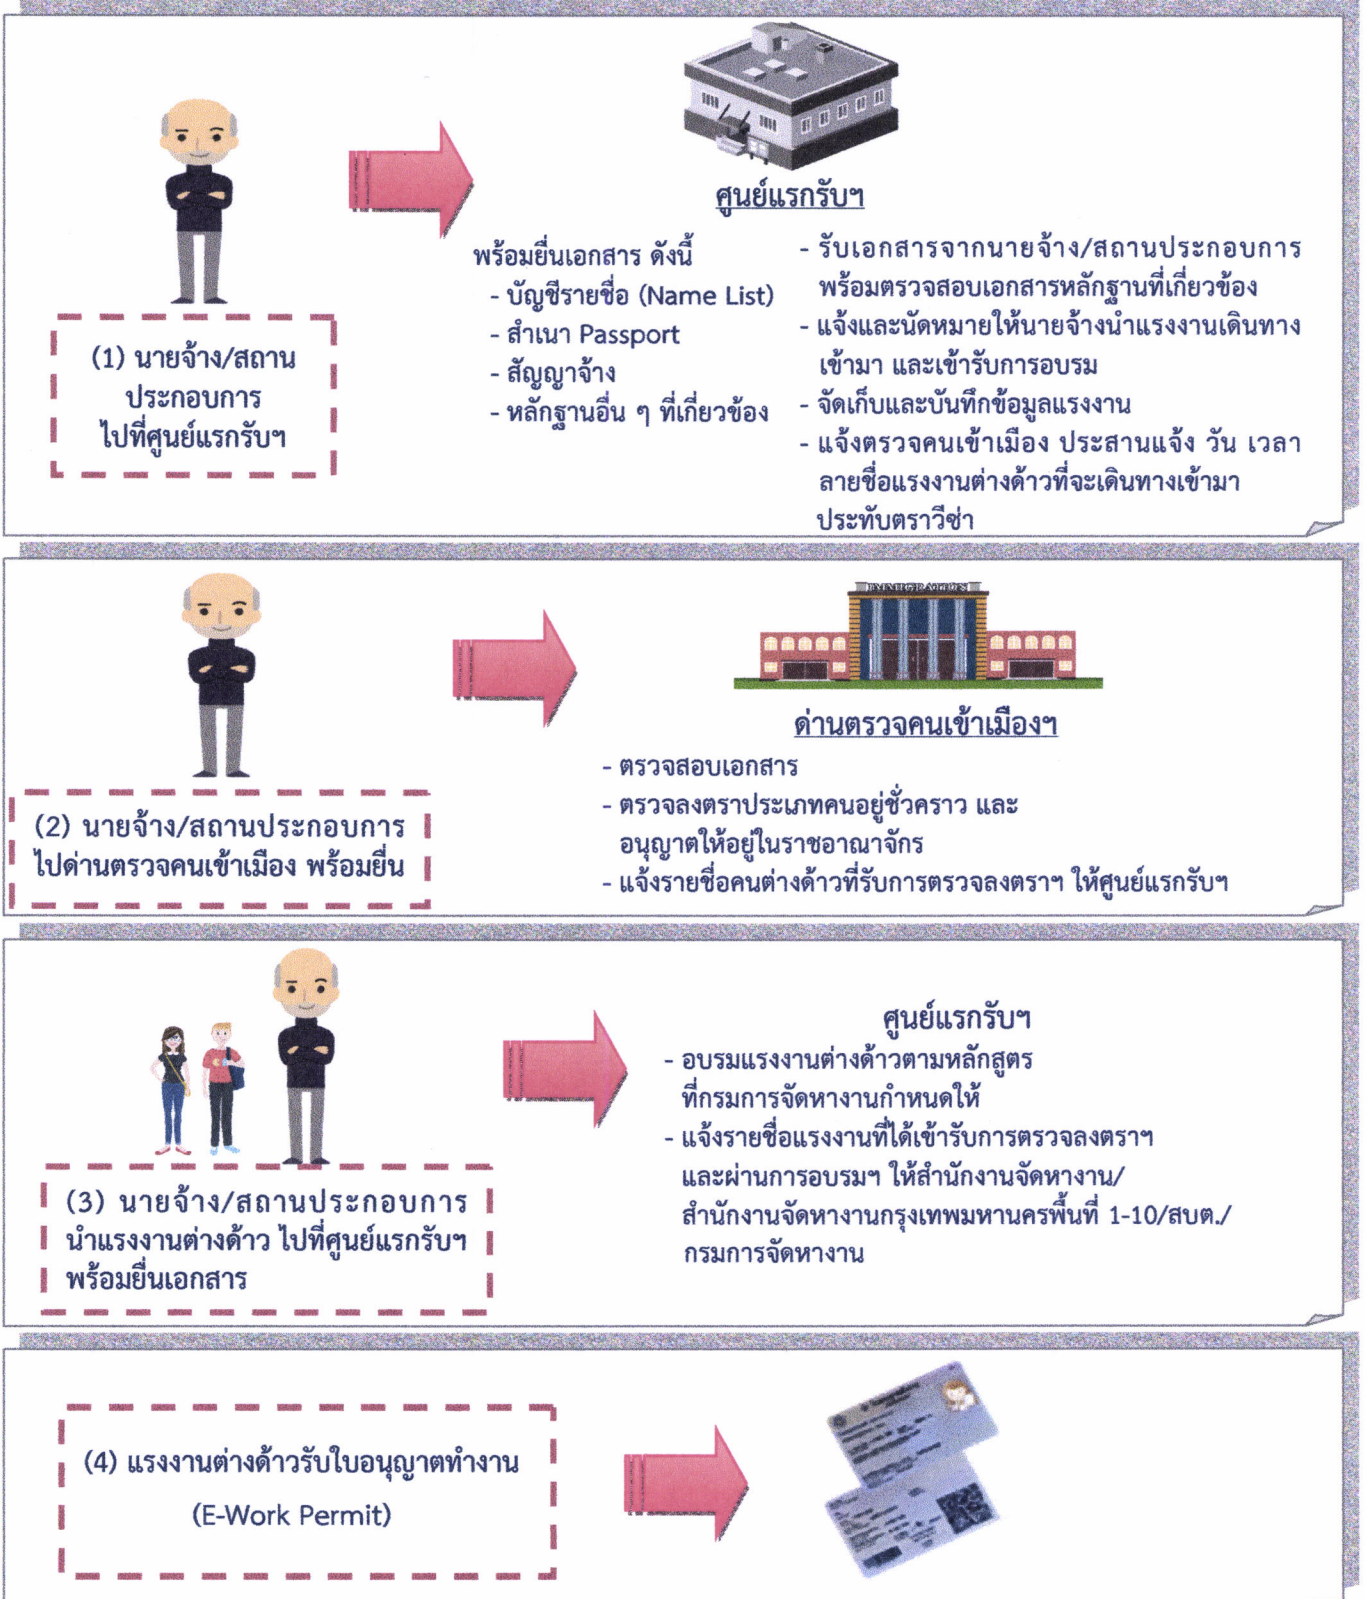 ศูนย์แรกรับฯ
(1) นายจ้าง/สถาน
ประกอบการ
ไปที่ศูนย์แรกรับฯ
พร้อมยื่นเอกสาร ดังนี้
- บัญชีรายชื่อ (Name List)
- สำเนา Passport
- สัญญาจ้าง
- หลักฐานอื่น ๆ ที่เกี่ยวข้อง
- รับเอกสารจากนายจ้าง/สถานประกอบการ
พร้อมตรวจสอบเอกสารหลักฐานที่เกี่ยวข้อง
- แจ้งและนัดหมายให้นายจ้างนำแรงงานเดินทาง
เข้ามา และเข้ารับการอบรม
- จัดเก็บและบันทึกข้อมูลแรงงาน
- แจ้งตรวจคนเข้าเมือง ประสานแจ้ง วัน เวลา
ลายชื่อแรงงานต่างด้าวที่จะเดินทางเข้ามา
ประทับตราวีซ่า
IMMIGRATION
ด่านตรวจคนเข้าเมืองฯ
(2) นายจ้าง/สถานประกอบการ
ไปด่านตรวจคนเข้าเมือง พร้อมยื่น
- ตรวจสอบเอกสาร
- ตรวจลงตราประเภทคนอยู่ชั่วคราว และ
อนุญาตให้อยู่ในราชอาณาจักร
- แจ้งรายชื่อคนต่างด้าวที่รับการตรวจลงตราฯ ให้ศูนย์แรกรับฯ
(3) นายจ้าง/สถานประกอบการ
นำแรงงานต่างด้าว ไปที่ศูนย์แรกรับฯ
พร้อมยื่นเอกสาร
ศูนย์แรกรับฯ
- อบรมแรงงานต่างด้าวตามหลักสูตร
ที่กรมการจัดหางานกำหนดให้
- แจ้งรายชื่อแรงงานที่ได้เข้ารับการตรวจลงตราฯ
และผ่านการอบรมฯ ให้สำนักงานจัดหางาน/
สำนักงานจัดหางานกรุงเทพมหานครพื้นที่ 1-10/สบต./
กรมการจัดหางาน
(4) แรงงานต่างด้าวรับใบอนุญาตทำงาน
(E-Work Permit)